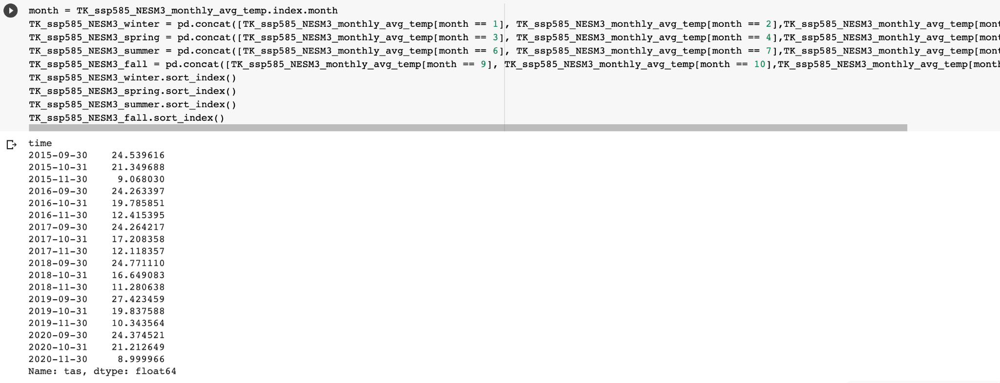 month = TK_ssp585_NESM3_monthly_avg_temp.index.month
TK_ssp585_NESM3_winter = pd.concat([TK_ssp585_NESM3_monthly_avg_temp[month == 1], TK_ssp585_NESM3_monthly_avg_temp[month == 2],TK_ssp585_NESM3_monthly_avg_temp[mont
TK_ssp585_NESM3_spring = pd.concat([TK_ssp585_NESM3_monthly_avg_temp[month == 3], TK_ssp585_NESM3_monthly_avg_temp[month == 4],TK_ssp585_NESM3_monthly_avg_temp[mont
TK_ssp585_NESM3_summer = pd.concat([TK_ssp585_NESM3_monthly_avg_temp[month == 6], TK_ssp585_NESM3_monthly_avg_temp[month == 7],TK_ssp585_NESM3_monthly_avg_temp[mont
TK_ssp585_NESM3_fall = pd.concat([TK_ssp585_NESM3_monthly_avg_temp[month == 9], TK_ssp585_NESM3_monthly_avg_temp[month == 10],TK_ssp585_NESM3_monthly_avg_temp[month
TK_ssp585_NESM3_winter.sort_index()
TK_ssp585_NESM3_spring.sort_index()
TK_ssp585_NESM3_summer.sort_index()
TK_ssp585_NESM3_fall.sort_index()
time
2015-09-30    24.539616
2015-10-31    21.349688
2015-11-30     9.068030
2016-09-30    24.263397
2016-10-31    19.785851
2016-11-30    12.415395
2017-09-30    24.264217
2017-10-31    17.208358
2017-11-30    12.118357
2018-09-30    24.771110
2018-10-31    16.649083
2018-11-30    11.280638
2019-09-30    27.423459
2019-10-31    19.837588
2019-11-30    10.343564
2020-09-30    24.374521
2020-10-31    21.212649
2020-11-30     8.999966
Name: tas, dtype: float64